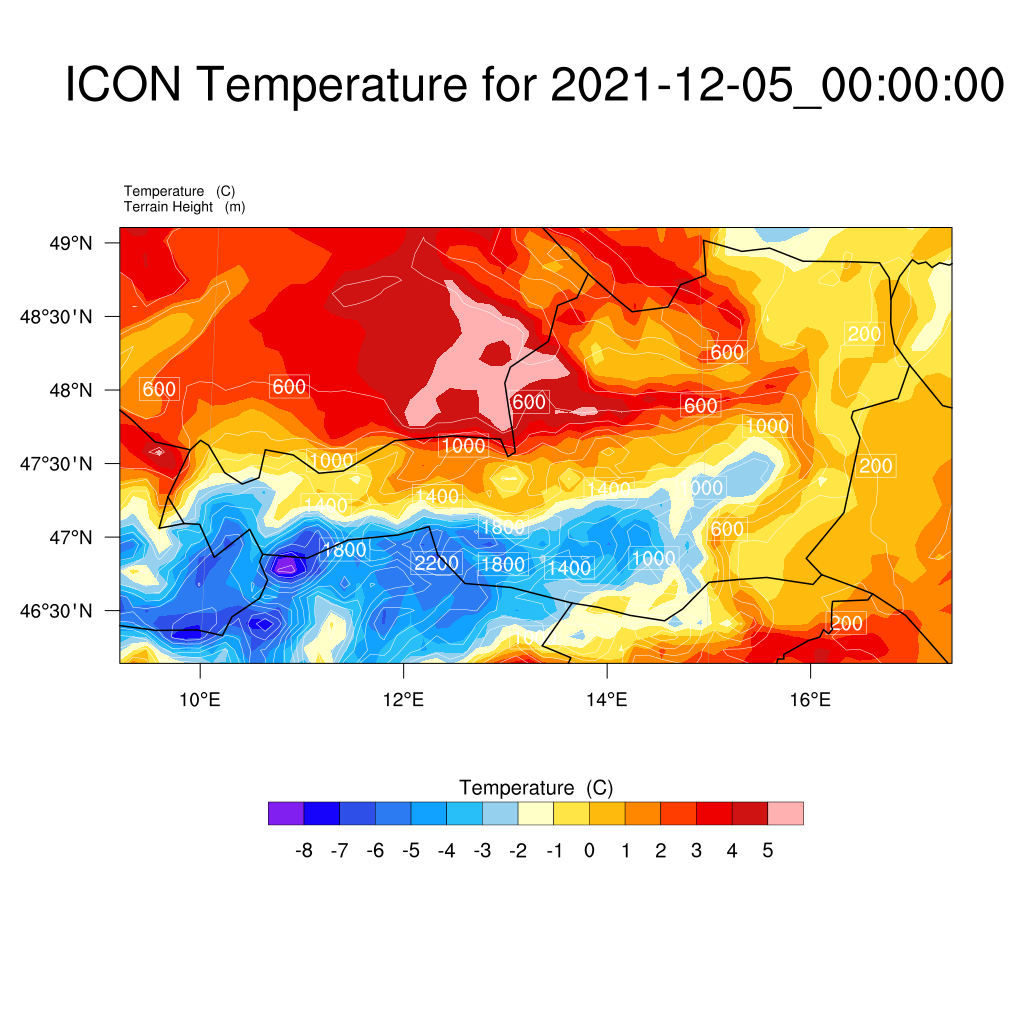 ICON Temperature for 2021-12-05_00:00:00
Temperature (C)
Terrain Height (m)
49°N
48°30'N
48°N
47°30'N
47°N
46°30'N
200
600
600
600
600
600
1000
1000
1000
200
1400
1400
1400
1000
1800
600
1800
2200
1800
1400
1000
200
10°E 12°E 14°E 16°E
Temperature (C)
-8 -7 -6 -5 -4 -3 -2 -1 0 1 2 3 4 5